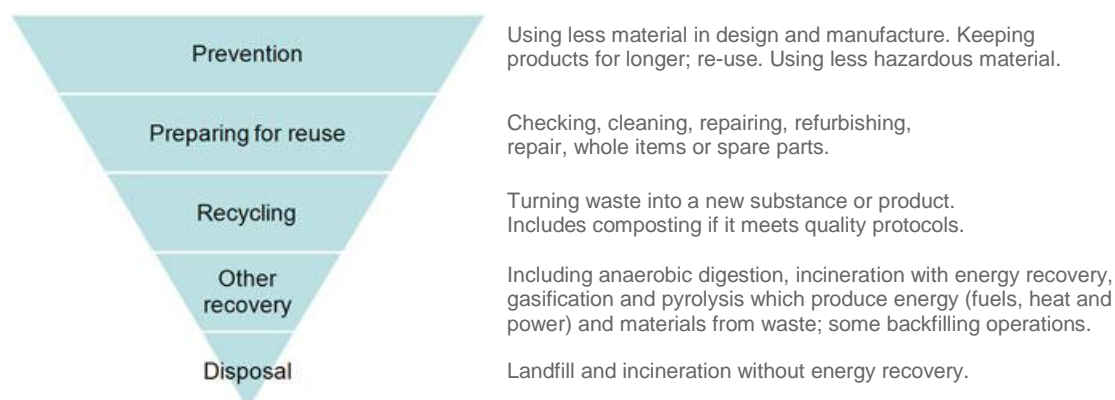 Prevention
Using less material in design and manufacture. Keeping
products for longer; re-use. Using less hazardous material.
Preparing for reuse
Checking, cleaning, repairing, refurbishing,
repair, whole items or spare parts.
Recycling
Turning waste into a new substance or product.
Includes composting if it meets quality protocols.
Other
recovery
Including anaerobic digestion, incineration with energy recovery,
gasification and pyrolysis which produce energy (fuels, heat and
power) and materials from waste; some backfilling operations.
Disposal
Landfill and incineration without energy recovery.